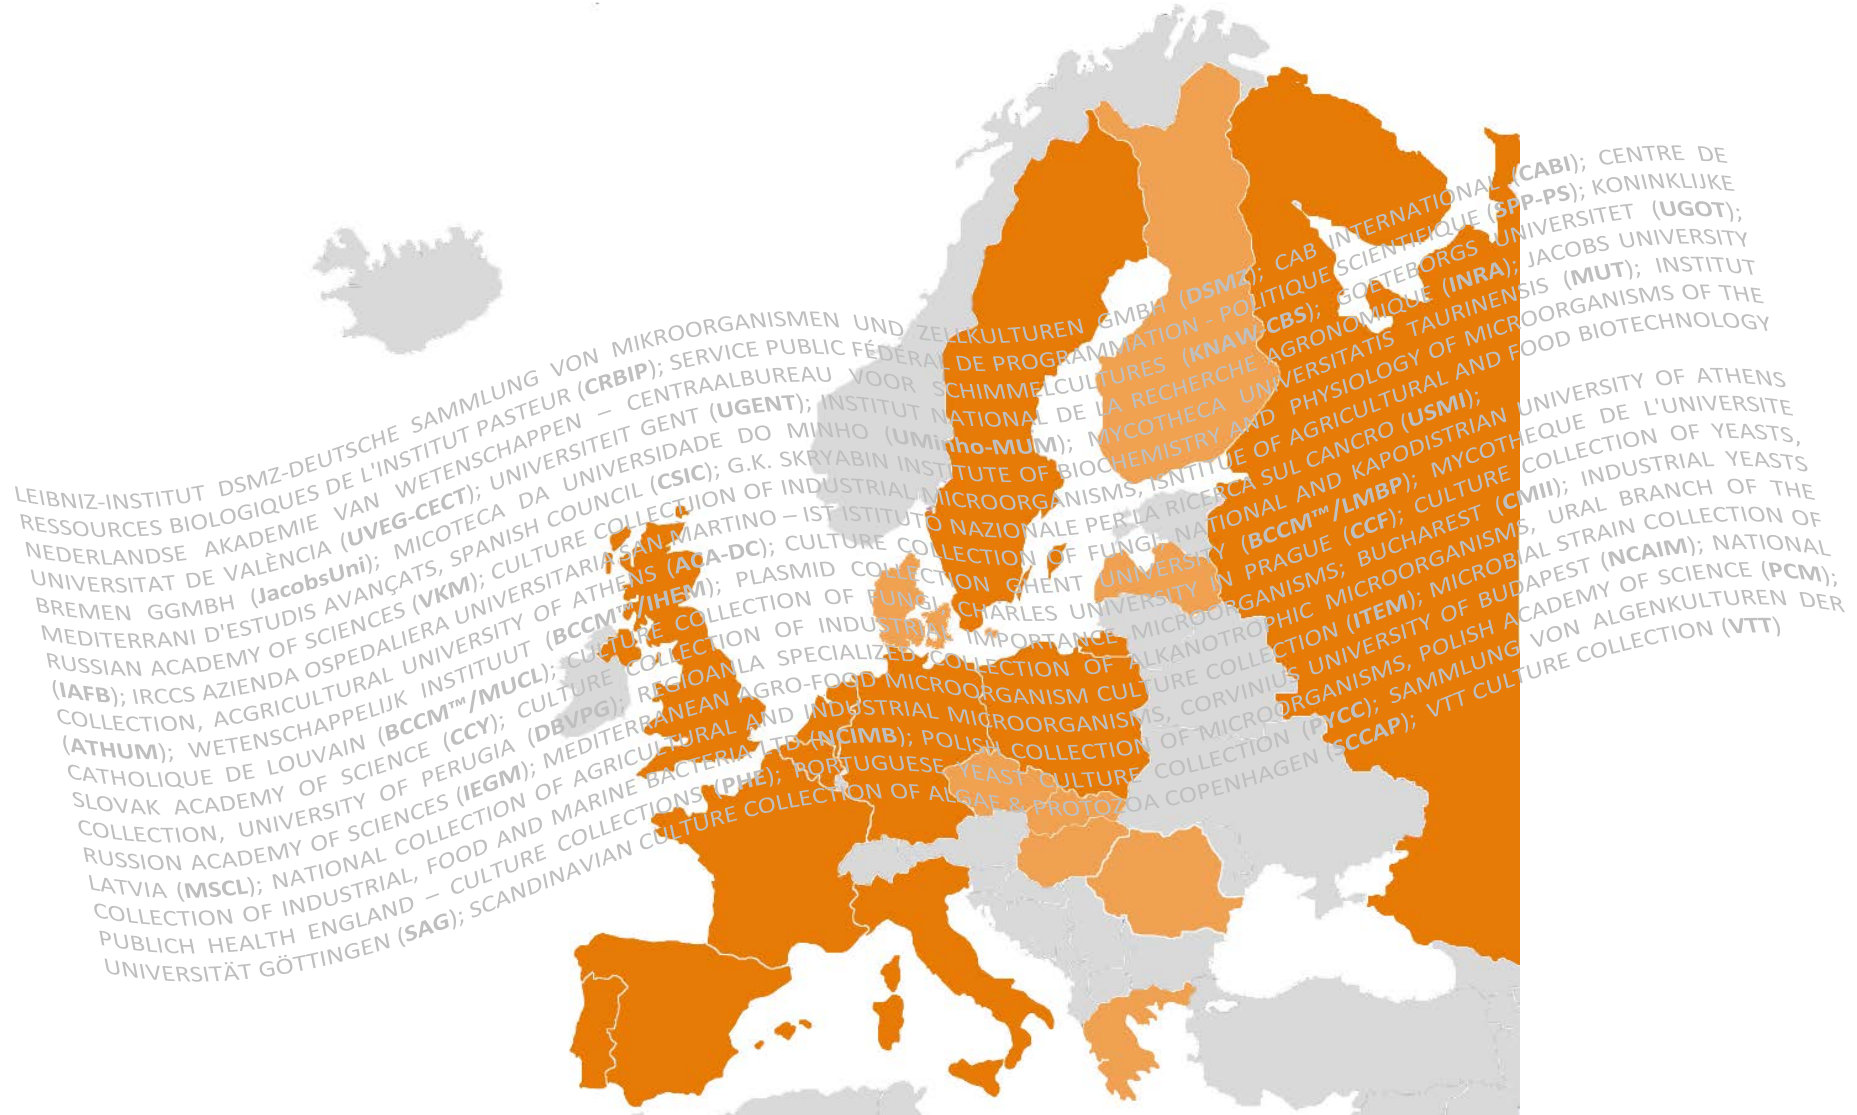 LEIBNIZ-INSTITUT DSMZ-DEUTSCHE SAMMLUNG VON MIKROORGANISMEN UND ZELLKULTUREN GMBH (DSMZ); CAB INTERNATIONAL (CABI); CENTRE DE
RESSOURCES BIOLOGIQUES DE L'INSTITUT PASTEUR (CRBIP); SERVICE PUBLIC FÉDÉRAL DE PROGRAMMATION - POLITIQUE SCIENTIFIQUE (SPP-PS); KONINKLIJKE
NEDERLANDSE AKADEMIE VAN WETENSCHAPPEN – CENTRAALBUREAU VOOR SCHIMMELCULTURES (KNAW-CBS); GOETEBORGS UNIVERSITET (UGOT);
UNIVERSITAT DE VALÈNCIA (UVEG-CECT); UNIVERSITEIT GENT (UGENT); INSTITUT NATIONAL DE LA RECHERCHE AGRONOMIQUE (INRA); JACOBS UNIVERSITY
BREMEN GGMBH (JacobsUni); MICOTECA DA UNIVERSIDADE DO MINHO (UMinho-MUM); MYCOTHECA UNIVERSITATIS TAURINENSIS (MUT); INSTITUT
MEDITERRANI D'ESTUDIS AVANÇATS, SPANISH COUNCIL (CSIC); G.K. SKRYABIN INSTITUTE OF BIOCHEMISTRY AND PHYSIOLOGY OF MICROORGANISMS OF THE
RUSSIAN ACADEMY OF SCIENCES (VKM); CULTURE COLLECTIION OF INDUSTRIAL MICROORGANISMS, ISNTITUE OF AGRICULTURAL AND FOOD BIOTECHNOLOGY
(IAFB); IRCCS AZIENDA OSPEDALIERA UNIVERSITARIA SAN MARTINO – IST ISTITUTO NAZIONALE PER LA RICERCA SUL CANCRO (USMI);
COLLECTION, ACGRICULTURAL UNIVERSITY OF ATHENS (ACA-DC); CULTURE COLLECTION OF FUNGI, NATIONAL AND KAPODISTRIAN UNIVERSITY OF ATHENS
(ATHUM); WETENSCHAPPELIJK INSTITUUT (BCCM™/IHEM); PLASMID COLLECTION GHENT UNIVERSITY (BCCM™/LMBP); MYCOTHEQUE DE L'UNIVERSITE
CATHOLIQUE DE LOUVAIN (BCCM™/MUCL); CULTURE COLLECTION OF FUNGI, CHARLES UNIVERSITY IN PRAGUE (CCF); CULTURE COLLECTION OF YEASTS,
SLOVAK ACADEMY OF SCIENCE (CCY); CULTURE COLLECTION OF INDUSTRIAL IMPORTANCE MICROORGANISMS; BUCHAREST (CMII); INDUSTRIAL YEASTS
COLLECTION, UNIVERSITY OF PERUGIA (DBVPG); REGIOANLA SPECIALIZED COLLECTION OF ALKANOTROPHIC MICROORGANISMS, URAL BRANCH OF THE
RUSSION ACADEMY OF SCIENCES (IEGM); MEDITERRANEAN AGRO-FOOD MICROORGANISM CULTURE COLLECTION (ITEM); MICROBIAL STRAIN COLLECTION OF
LATVIA (MSCL); NATIONAL COLLECTION OF AGRICULTURAL AND INDUSTRIAL MICROORGANISMS, CORVINIUS UNIVERSITY OF BUDAPEST (NCAIM); NATIONAL
COLLECTION OF INDUSTRIAL, FOOD AND MARINE BACTERIA LTD (NCIMB); POLISH COLLECTION OF MICROORGANISMS, POLISH ACADEMY OF SCIENCE (PCM);
PUBLICH HEALTH ENGLAND – CULTURE COLLECTIONS (PHE); PORTUGUESE YEAST CULTURE COLLECTION (PYCC); SAMMLUNG VON ALGENKULTUREN DER
UNIVERSITÄT GÖTTINGEN (SAG); SCANDINAVIAN CULTURE COLLECTION OF ALGAE & PROTOZOA COPENHAGEN (SCCAP); VTT CULTURE COLLECTION (VTT)